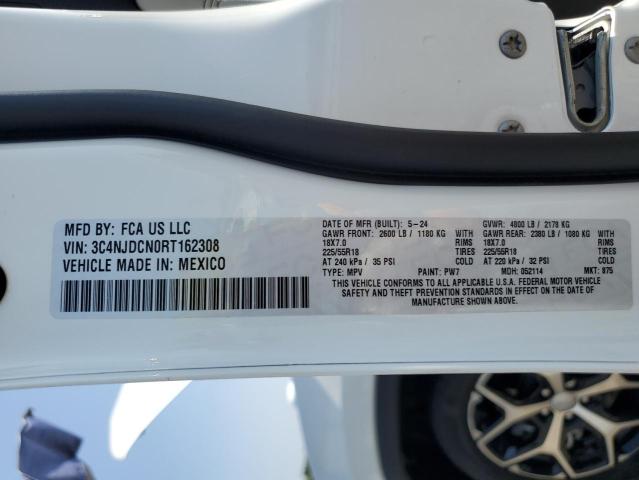 MFD BY: FCA US LLC
VIN: 3C4NJDCN0RT162308
VEHICLE MADE IN: MEXICO
DATE OF MFR (BUILT): 5-24 GVWR: 4800 LB / 2178 KG
GAWR FRONT: 2600 LB / 1180 KG GAWR REAR: 2380 LB / 1080 KG
18X7.0 RIMS 18X7.0 RIMS
225/55R18 TIRES 225/55R18 TIRES
AT 240 kPa / 35 PSI COLD AT 220 kPa / 32 PSI COLD
TYPE: MPV PAINT: PW7 MDH: 052114 MKT: 875
THIS VEHICLE CONFORMS TO ALL APPLICABLE U.S.A. FEDERAL MOTOR VEHICLE
SAFETY AND THEFT PREVENTION STANDARDS IN EFFECT ON THE DATE OF
MANUFACTURE SHOWN ABOVE.